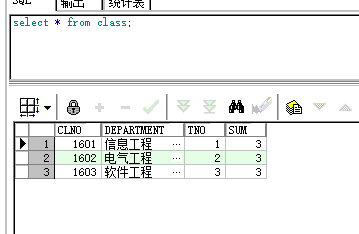 SQL 输出 统计表
select * from class;
CLNO DEPARTMENT TNO SUM
1 1601 信息工程 ··· 1 3
2 1602 电气工程 ··· 2 3
3 1603 软件工程 ··· 3 3